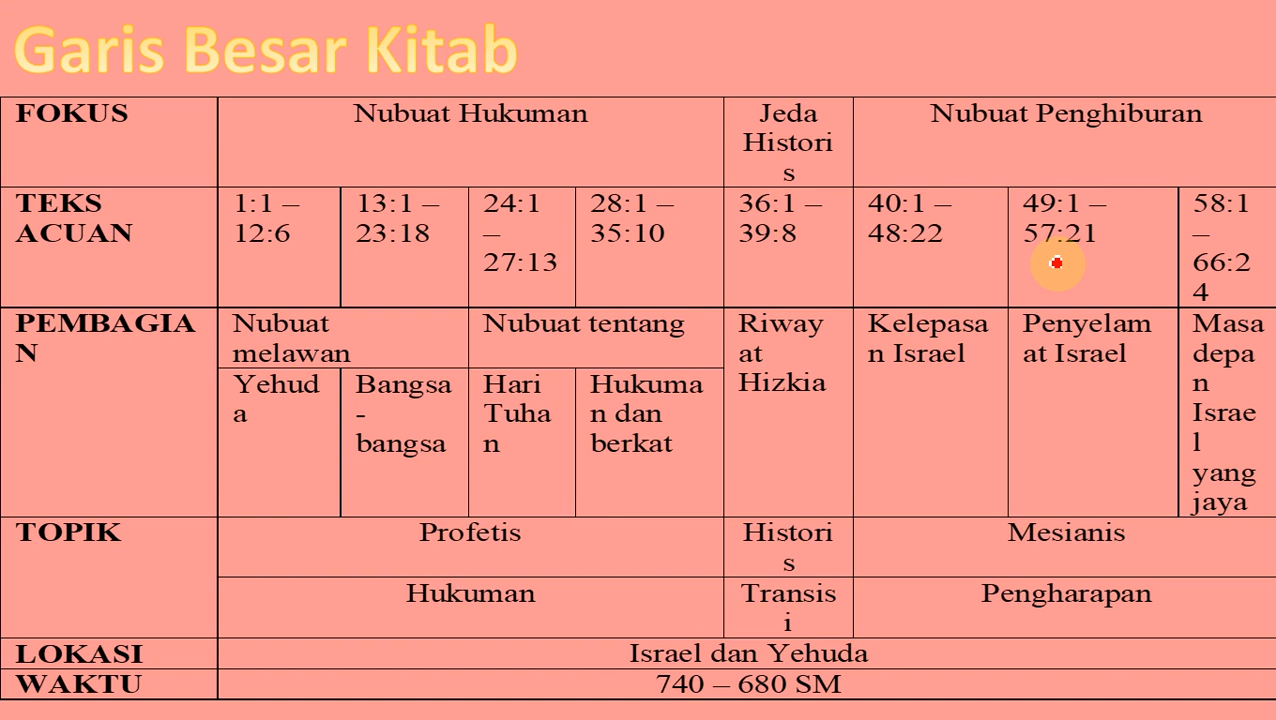 Garis Besar Kitab
FOKUS
Nubuat Hukuman
Jeda
Histori
s
Nubuat Penghiburan
TEKS
ACUAN
1:1 –
12:6
13:1 –
23:18
24:1
–
27:13
28:1 –
35:10
36:1 –
39:8
40:1 –
48:22
49:1 –
57:21
58:1
–
66:2
4
PEMBAGIA
N
Nubuat
melawan
Nubuat tentang
Yehud
a
Bangsa
-
bangsa
Hari
Tuha
n
Hukuma
n dan
berkat
Riway
at
Hizkia
Kelepasa
n Israel
Penyelam
at Israel
Masa
depa
n
Israe
l
yang
jaya
TOPIK
Profetis
Histori
s
Mesianis
Hukuman
Transis
i
Pengharapan
LOKASI
Israel dan Yehuda
WAKTU
740 – 680 SM